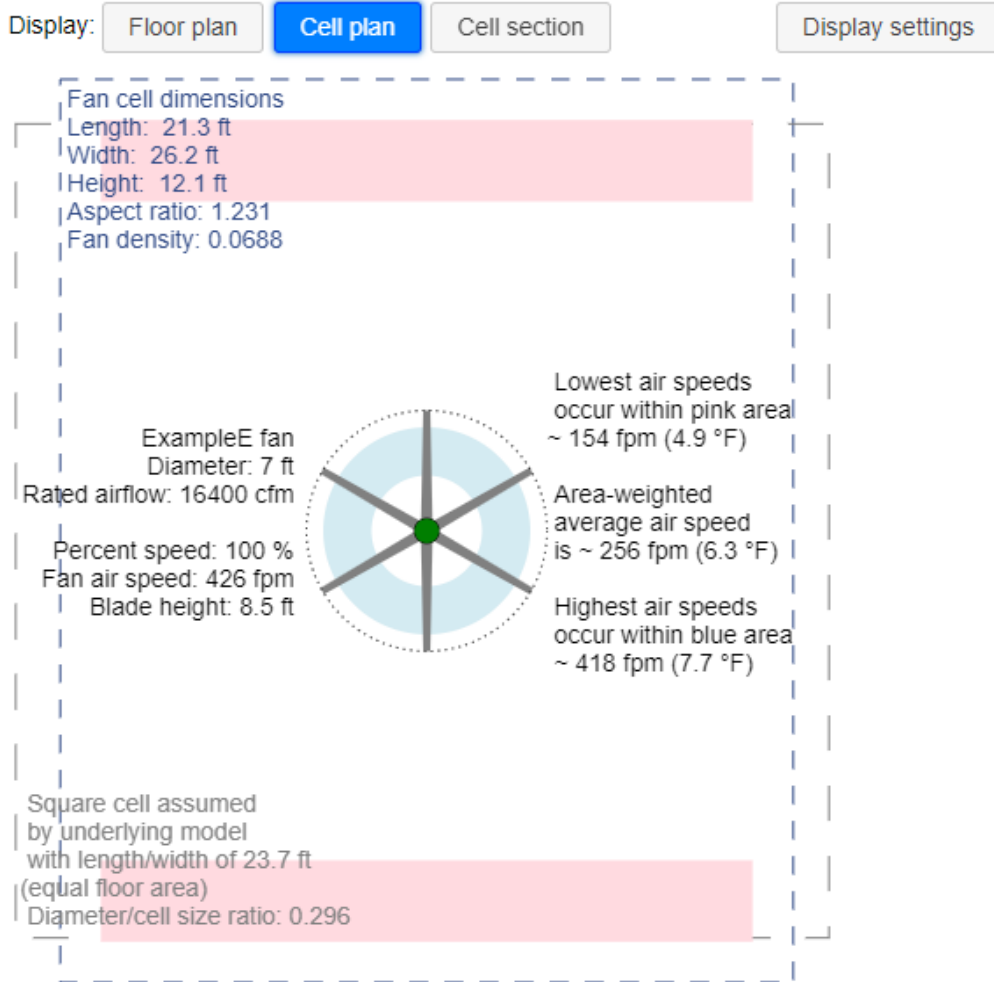 Display: Floor plan Cell plan Cell section Display settings
Fan cell dimensions
Length: 21.3 ft
Width: 26.2 ft
Height: 12.1 ft
Aspect ratio: 1.231
Fan density: 0.0688
ExampleE fan
Diameter: 7 ft
Rated airflow: 16400 cfm
Percent speed: 100 %
Fan air speed: 426 fpm
Blade height: 8.5 ft
Lowest air speeds
occur within pink area
~ 154 fpm (4.9 °F)
Area-weighted
average air speed
is ~ 256 fpm (6.3 °F)
Highest air speeds
occur within blue area
~ 418 fpm (7.7 °F)
Square cell assumed
by underlying model
with length/width of 23.7 ft
(equal floor area)
Diameter/cell size ratio: 0.296